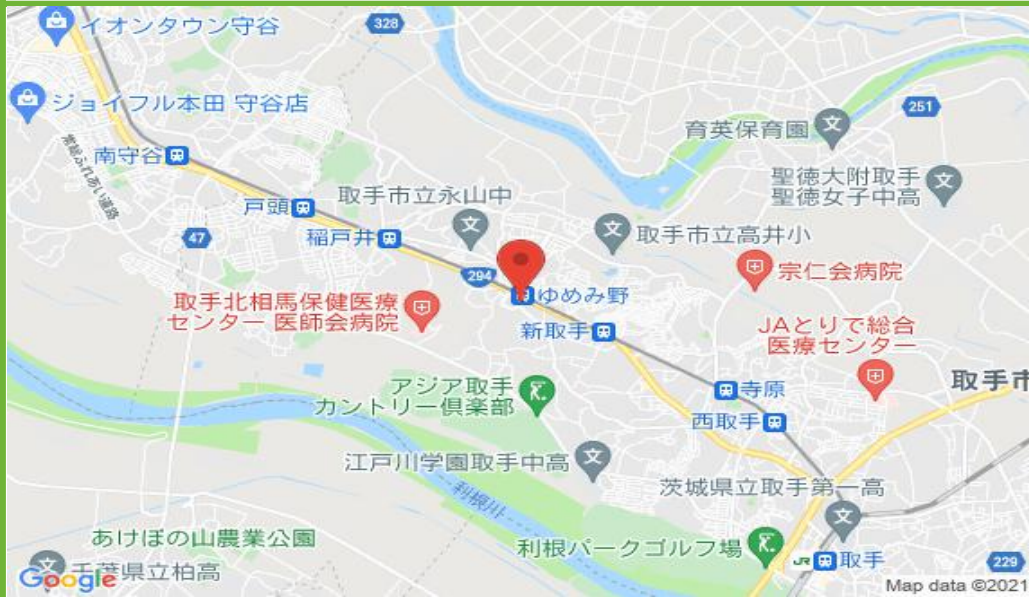 イオンタウン守谷
328
ジョイフル本田 守谷店
251
育英保育園
南守谷
常総ふれあい道路
聖徳大附取手
聖徳女子中高
取手市立永山中
戸頭
47
稲戸井
取手市立高井小
294
宗仁会病院
ゆめみ野
取手北相馬保健医療
センター 医師会病院
新取手
JAとりで総合
医療センター
アジア取手
カントリー倶楽部
寺原
取手市
西取手
江戸川学園取手中高
利根川
茨城県立取手第一高
あけぼの山農業公園
利根パークゴルフ場
JR 取手
229
千葉県立柏高
Google
Map data ©2021